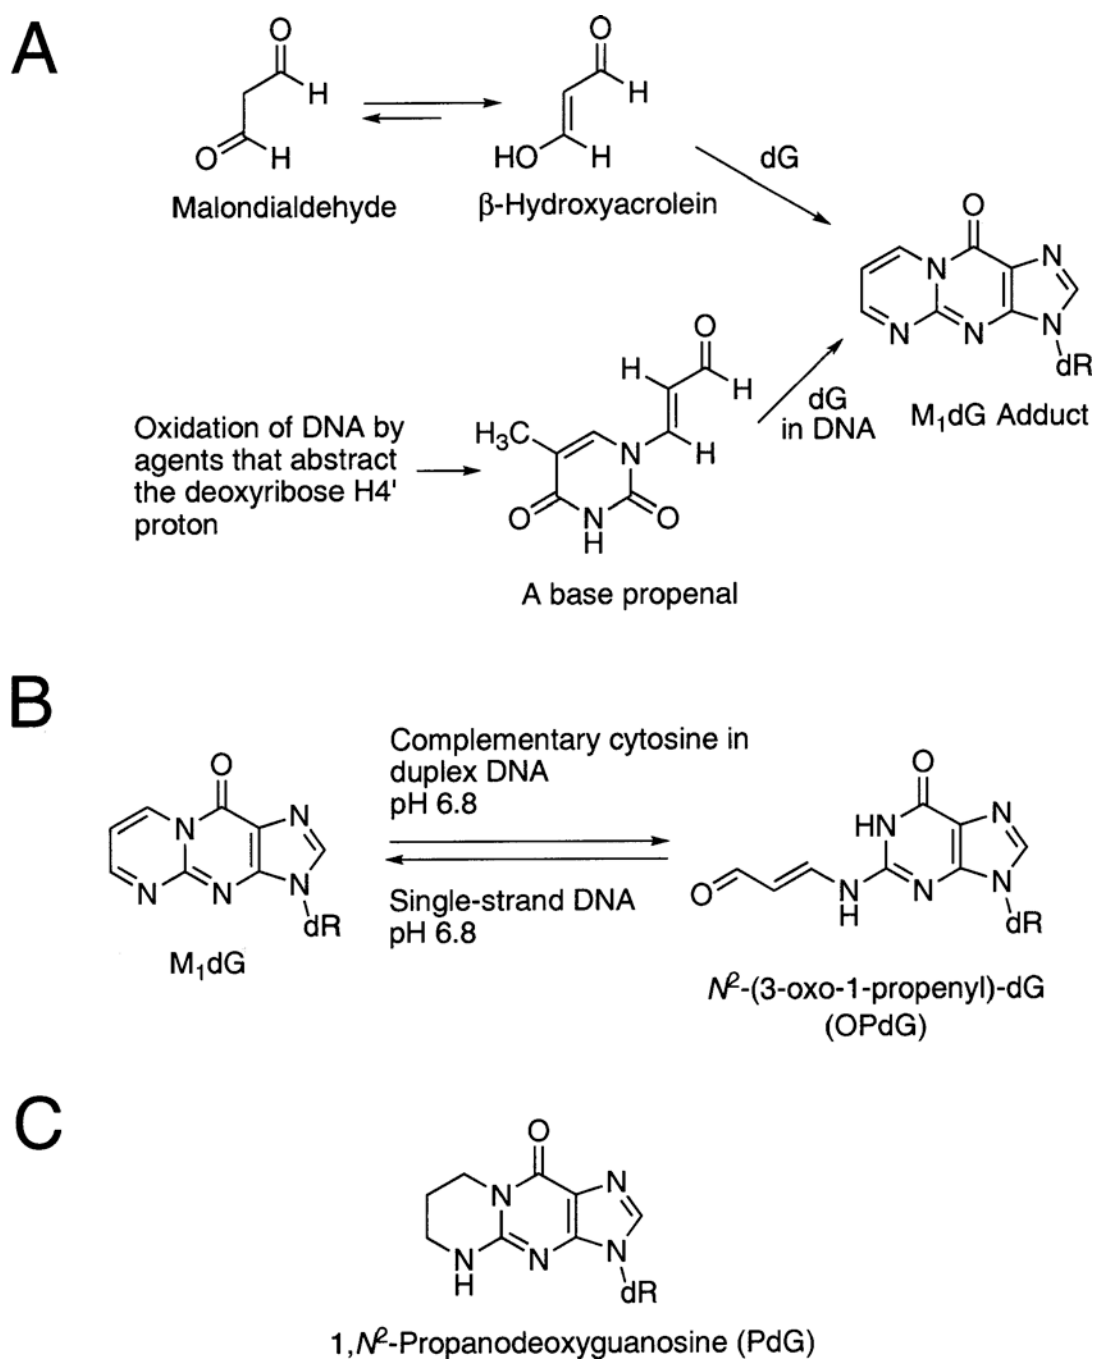 A
Malondialdehyde
β-Hydroxyacrolein
dG
O
H
O
H
O
H
HO
H
O
N
N
N
N
N
dR
M₁dG Adduct
Oxidation of DNA by
agents that abstract
the deoxyribose H4'
proton
O
H
H
H
H₃C
N
O
N
H
O
A base propenal
dG
in DNA
B
O
N
N
N
N
N
dR
M₁dG
Complementary cytosine in
duplex DNA
pH 6.8
Single-strand DNA
pH 6.8
O
HN
N
O
N
H
N
N
dR
N²-(3-oxo-1-propenyl)-dG
(OPdG)
C
O
N
N
N
H
N
N
dR
1,N²-Propanodeoxyguanosine (PdG)